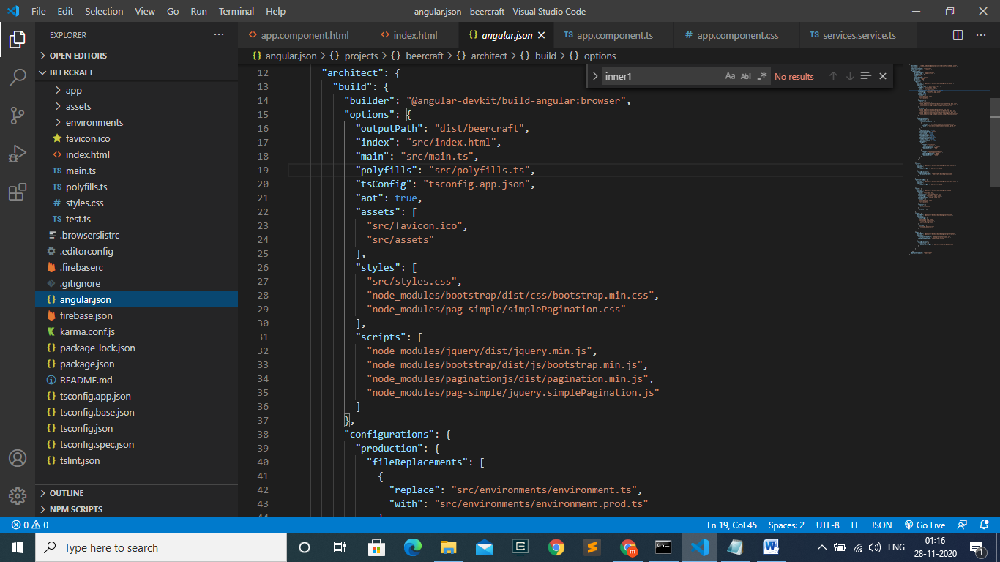 File Edit Selection View Go Run Terminal Help
angular.json - beercraft - Visual Studio Code
EXPLORER
OPEN EDITORS
BEERCRAFT
app
assets
environments
favicon.ico
index.html
main.ts
polyfills.ts
styles.css
test.ts
.browserslistrc
.editorconfig
.firebaserc
.gitignore
angular.json
firebase.json
karma.conf.js
package-lock.json
package.json
README.md
tsconfig.app.json
tsconfig.base.json
tsconfig.json
tsconfig.spec.json
tslint.json
OUTLINE
NPM SCRIPTS
app.component.html index.html angular.json app.component.ts app.component.css services.service.ts
angular.json > {} projects > {} beercraft > {} architect > {} build > {} options
inner1 Aa Abl .* No results
12 "architect": {
13 "build": {
14 "builder": "@angular-devkit/build-angular:browser",
15 "options": {
16 "outputPath": "dist/beercraft",
17 "index": "src/index.html",
18 "main": "src/main.ts",
19 "polyfills": "src/polyfills.ts",
20 "tsConfig": "tsconfig.app.json",
21 "aot": true,
22 "assets": [
23 "src/favicon.ico",
24 "src/assets"
25 ],
26 "styles": [
27 "src/styles.css",
28 "node_modules/bootstrap/dist/css/bootstrap.min.css",
29 "node_modules/pag-simple/simplePagination.css"
30 ],
31 "scripts": [
32 "node_modules/jquery/dist/jquery.min.js",
33 "node_modules/bootstrap/dist/js/bootstrap.min.js",
34 "node_modules/paginationjs/dist/pagination.min.js",
35 "node_modules/pag-simple/jquery.simplePagination.js"
36 ]
37 },
38 "configurations": {
39 "production": {
40 "fileReplacements": [
41 {
42 "replace": "src/environments/environment.ts",
43 "with": "src/environments/environment.prod.ts"
0 0
Ln 19, Col 45 Spaces: 2 UTF-8 LF JSON Go Live
Type here to search
ENG
01:16
28-11-2020
1